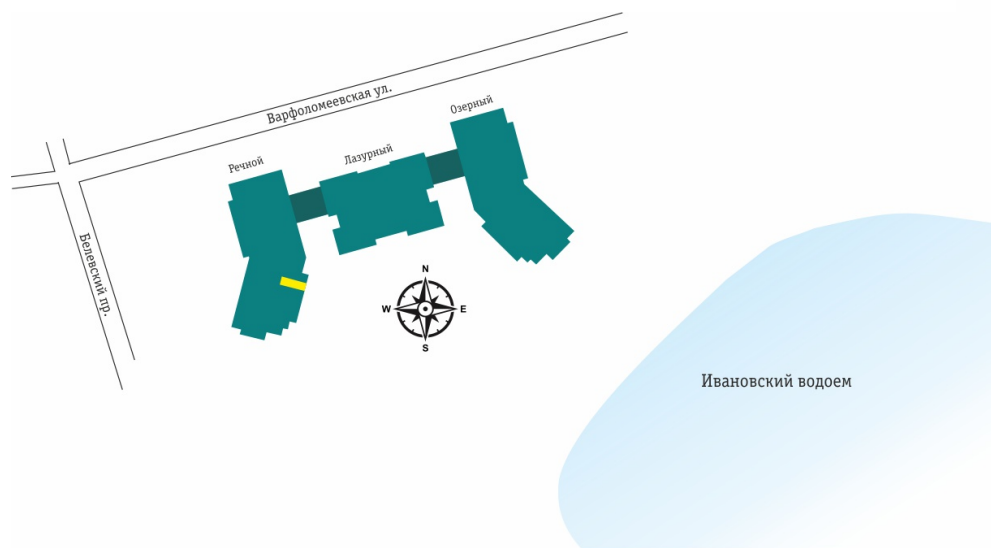 Варфоломеевская ул.
Озерный
Лазурный
Речной
Белевский пр.
N
W
E
S
Ивановский водоем